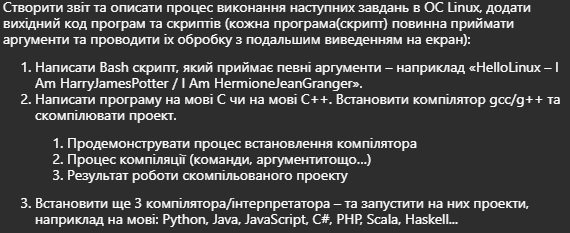 Створити звіт та описати процес виконання наступних завдань в ОС Linux, додати
вихідний код програм та скриптів (кожна програма(скрипт) повинна приймати
аргументи та проводити їх обробку з подальшим виведенням на екран):
1. Написати Bash скрипт, який приймає певні аргументи – наприклад «HelloLinux – I
Am HarryJamesPotter / I Am HermioneJeanGranger».
2. Написати програму на мові C чи на мові C++. Встановити компілятор gcc/g++ та
скомпілювати проект.
1. Продемонструвати процес встановлення компілятора
2. Процес компіляції (команди, аргументитощо...)
3. Результат роботи скомпільованого проекту
3. Встановити ще 3 компілятора/інтерпретатора – та запустити на них проекти,
наприклад на мові: Python, Java, JavaScript, C#, PHP, Scala, Haskell...